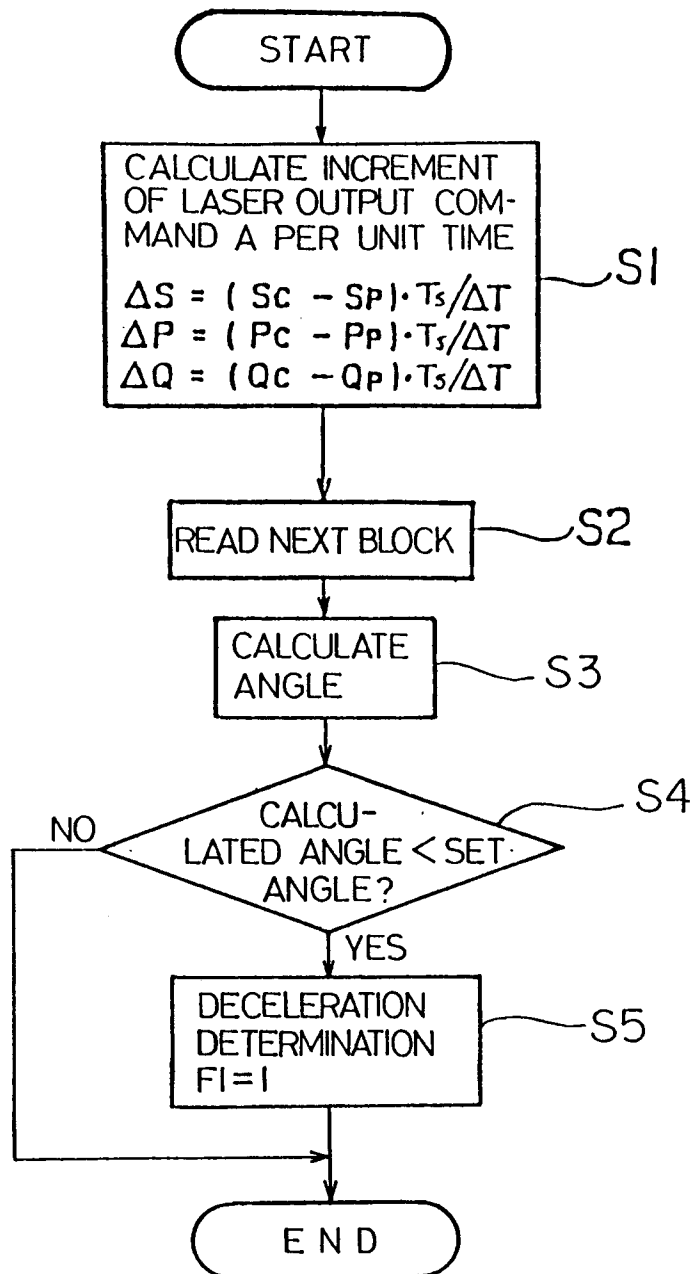 START
CALCULATE INCREMENT
OF LASER OUTPUT COM-
MAND A PER UNIT TIME
ΔS = (Sc - Sp)·Ts/ΔT
ΔP = (Pc - Pp)·Ts/ΔT
ΔQ = (Qc - Qp)·Ts/ΔT
S1
READ NEXT BLOCK
S2
CALCULATE
ANGLE
S3
CALCU-
LATED ANGLE < SET
ANGLE?
S4
NO
YES
DECELERATION
DETERMINATION
F1=1
S5
END